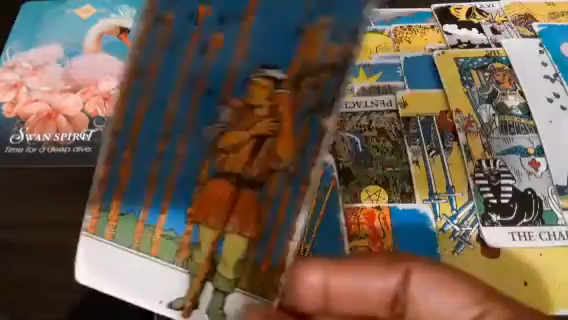 SWAN SPIRIT
Time for a deep dive.
PENTAC
THE CHA